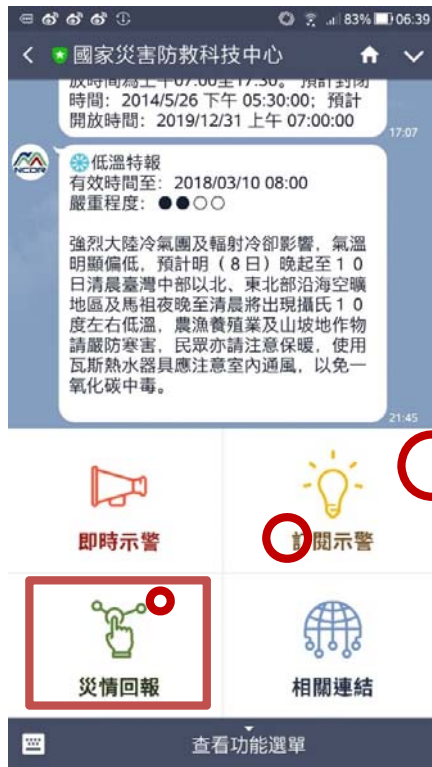 83% 06:39
國家災害防救科技中心
放時間為上午07:00至17:30。 預計封閉
時間：2014/5/26 下
午 05:30:00；預計
開放時間：2019/12
/31 上午 07:00:00
17:07
NCDR
低溫特報
有效時間至：2018/03/10 08:00
嚴重程度：●●○○
強烈大陸冷氣團及輻射冷卻影響，氣溫
明顯偏低，預計明（８日）晚起至１０
日清晨臺灣中部以北、東北部沿海空曠
地區及馬祖夜晚至清晨將出現攝氏１０
度左右低溫，農漁養殖業及山坡地作物
請嚴防寒害，民眾亦請注意保暖，使用
瓦斯熱水器具應注意室內通風，以免一
氧化碳中毒。
21:45
即時示警
訂閱示警
災情回報
相關連結
查看功能選單